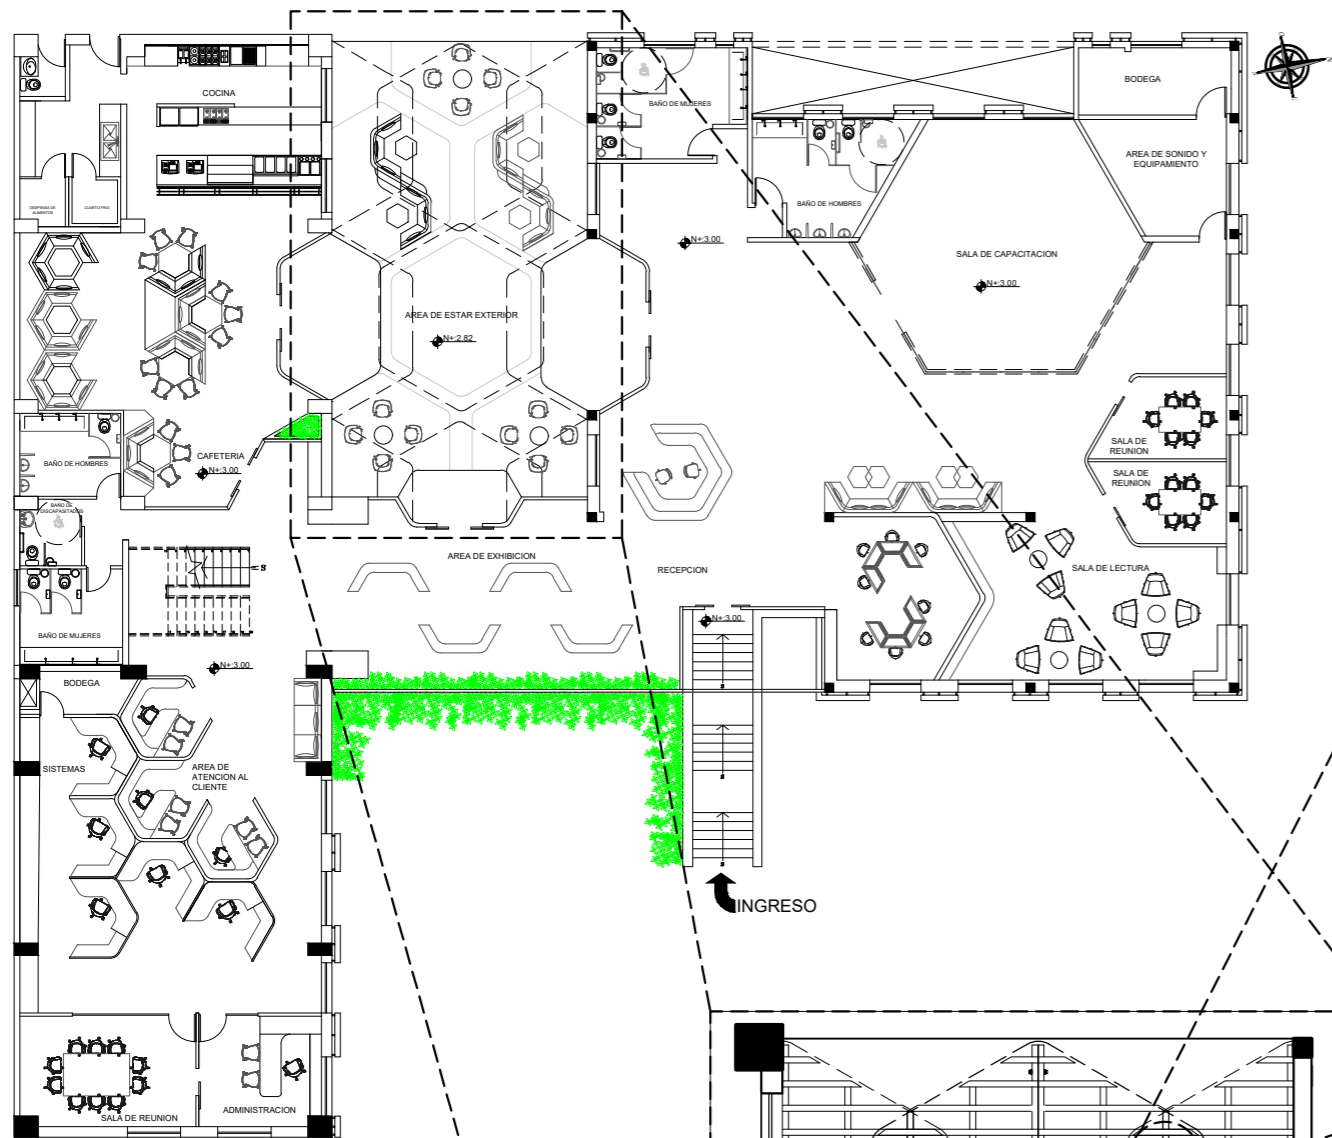 COCINA
DESPENSA DE
ALIMENTOS
CUARTO FRIO
BAÑO DE MUJERES
BODEGA
AREA DE SONIDO Y
EQUIPAMIENTO
BAÑO DE HOMBRES
N+:3.00
SALA DE CAPACITACION
N+:3.00
AREA DE ESTAR EXTERIOR
N+:2.82
SALA DE
REUNION
SALA DE
REUNION
CAFETERIA
N+:3.00
BAÑO DE HOMBRES
BAÑO DE
DISCAPASITADOS
AREA DE EXHIBICION
RECEPCION
SALA DE LECTURA
N+:3.00
BAÑO DE MUJERES
N+:3.00
BODEGA
SISTEMAS
AREA DE
ATENCION AL
CLIENTE
INGRESO
SALA DE REUNION
ADMINISTRACION